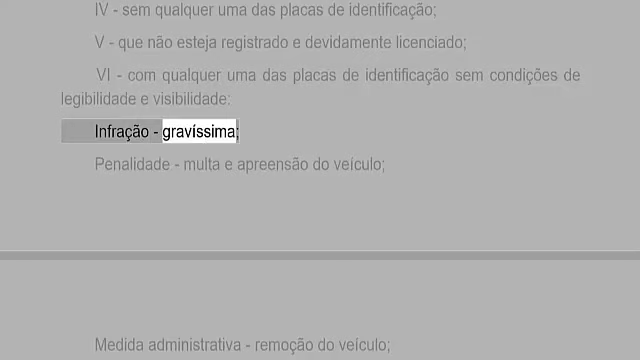 IV - sem qualquer uma das placas de identificação;
V - que não esteja registrado e devidamente licenciado;
VI - com qualquer uma das placas de identificação sem condições de
legibilidade e visibilidade:
Infração - gravíssima;
Penalidade - multa e apreensão do veículo;
Medida administrativa - remoção do veículo;